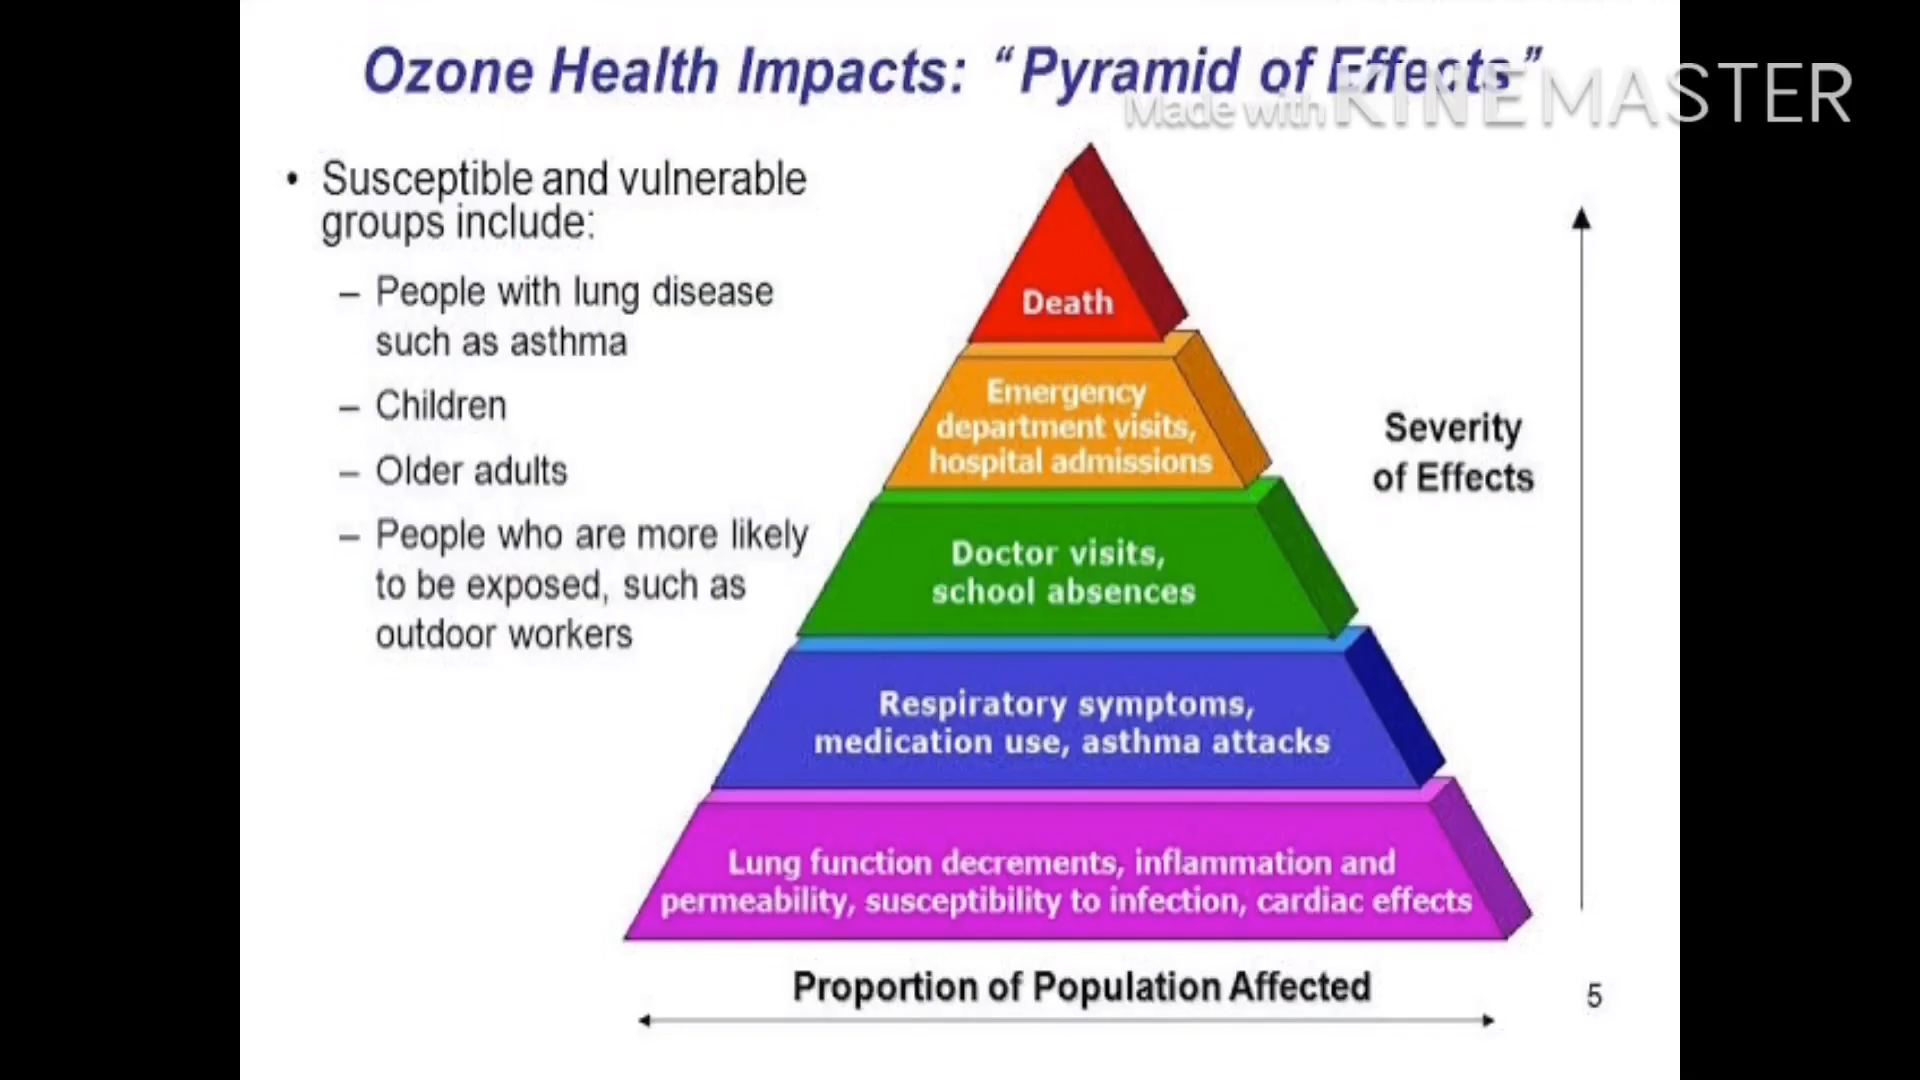 Ozone Health Impacts: “Pyramid of Effects”
Made with KINEMASTER
• Susceptible and vulnerable
groups include:
– People with lung disease
such as asthma
– Children
– Older adults
– People who are more likely
to be exposed, such as
outdoor workers
Death
Emergency
department visits,
hospital admissions
Doctor visits,
school absences
Respiratory symptoms,
medication use, asthma attacks
Lung function decrements, inflammation and
permeability, susceptibility to infection, cardiac effects
Severity
of Effects
Proportion of Population Affected
5